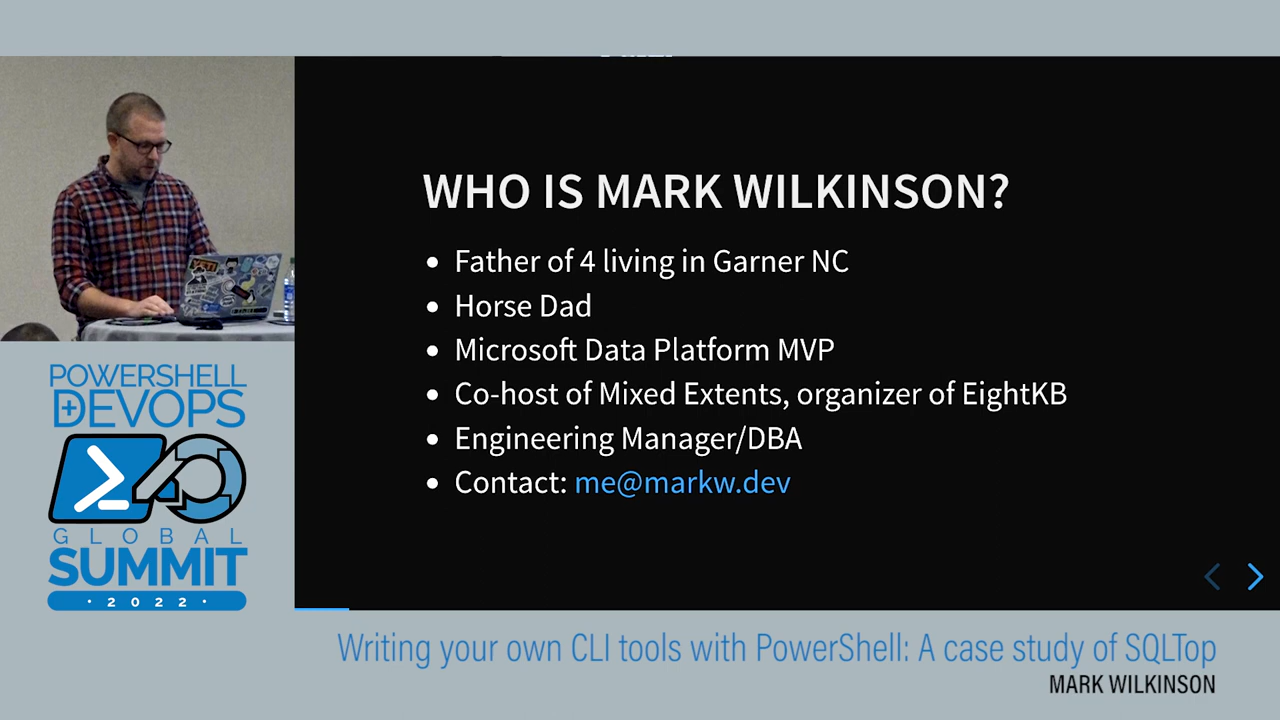 WHO IS MARK WILKINSON?
Father of 4 living in Garner NC
Horse Dad
Microsoft Data Platform MVP
Co-host of Mixed Extents, organizer of EightKB
Engineering Manager/DBA
Contact: me@markw.dev
YETI
POWERSHELL
+DEVOPS
GLOBAL
SUMMIT
· 2022 ·
Writing your own CLI tools with PowerShell: A case study of SQLTop
MARK WILKINSON